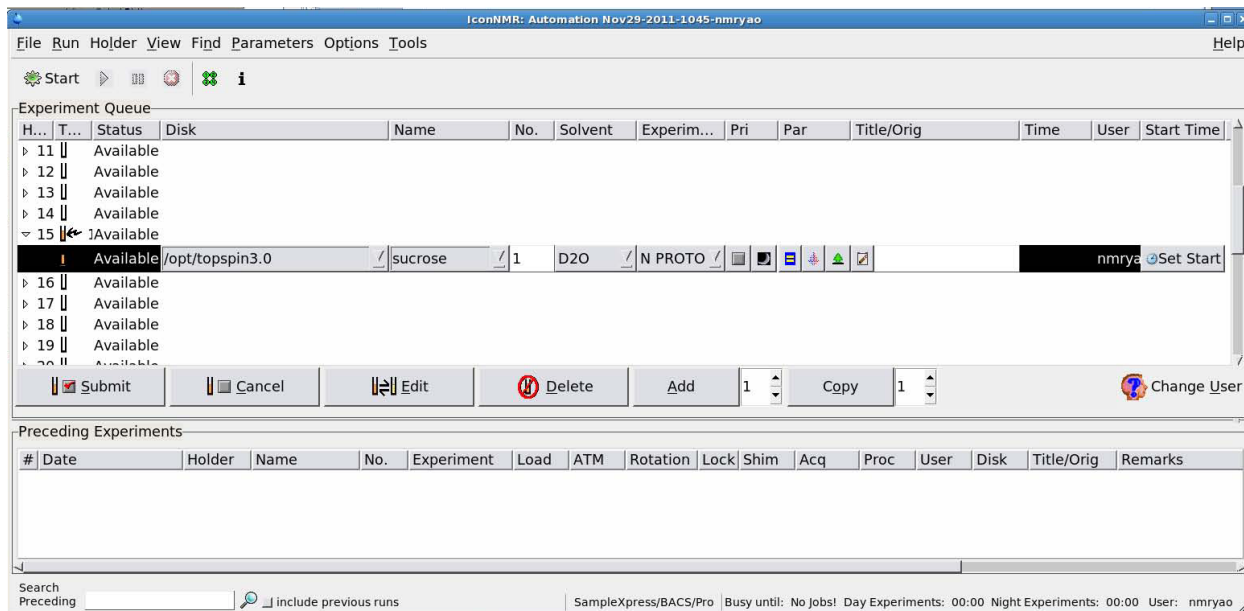 IconNMR: Automation Nov29-2011-1045-nmryao
File Run Holder View Find Parameters Options Tools Help
Start i
Experiment Queue
H... T... Status Disk Name No. Solvent Experim... Pri Par Title/Orig Time User Start Time
11 Available
12 Available
13 Available
14 Available
15 Available
Available /opt/topspin3.0 sucrose 1 D2O N PROTO nmrya Set Start
16 Available
17 Available
18 Available
19 Available
20 Available
Submit Cancel Edit Delete Add 1 Copy 1 Change User
Preceding Experiments
# Date Holder Name No. Experiment Load ATM Rotation Lock Shim Acq Proc User Disk Title/Orig Remarks
Search
Preceding include previous runs SampleXpress/BACS/Pro Busy until: No Jobs! Day Experiments: 00:00 Night Experiments: 00:00 User: nmryao